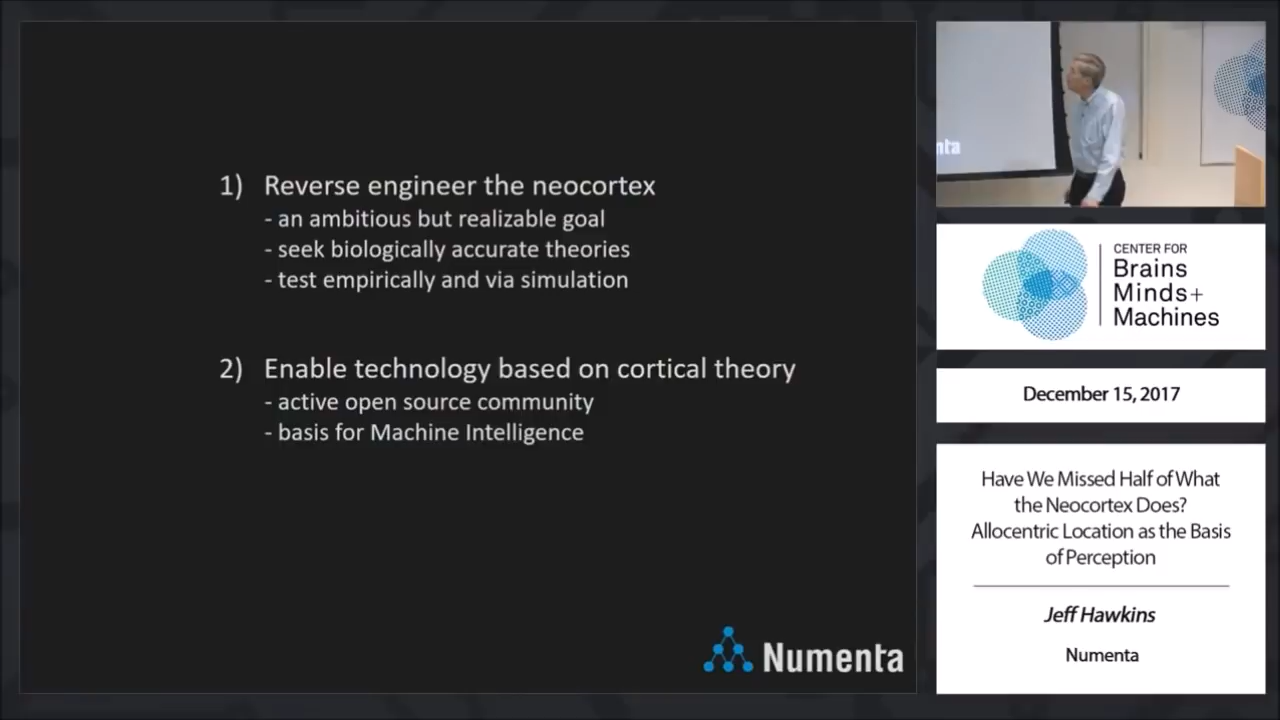 1) Reverse engineer the neocortex
- an ambitious but realizable goal
- seek biologically accurate theories
- test empirically and via simulation
2) Enable technology based on cortical theory
- active open source community
- basis for Machine Intelligence
Numenta
nta
CENTER FOR
Brains
Minds+
Machines
December 15, 2017
Have We Missed Half of What
the Neocortex Does?
Allocentric Location as the Basis
of Perception
Jeff Hawkins
Numenta